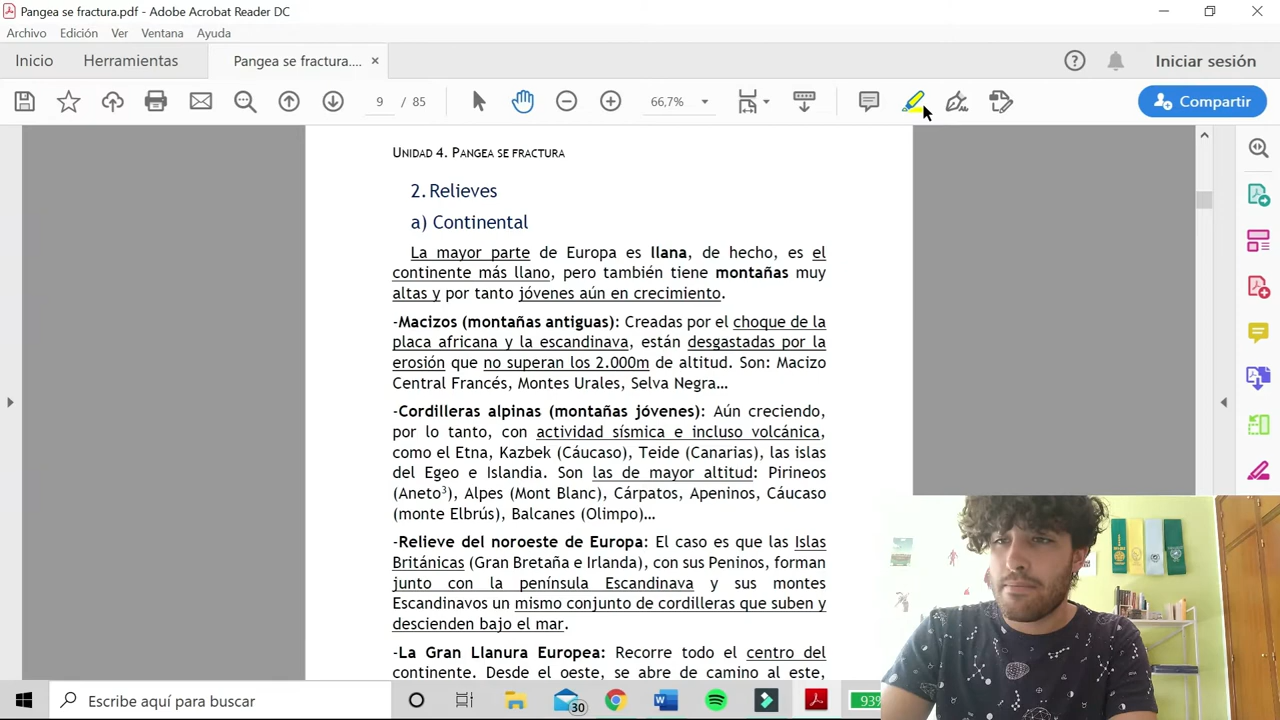 Pangea se fractura.pdf - Adobe Acrobat Reader DC
Archivo Edición Ver Ventana Ayuda
Inicio Herramientas Pangea se fractura.... × Iniciar sesión
9 / 85 66,7% Compartir
UNIDAD 4. PANGEA SE FRACTURA
2. Relieves
a) Continental
La mayor parte de Europa es llana, de hecho, es el
continente más llano, pero también tiene montañas muy
altas y por tanto jóvenes aún en crecimiento.
-Macizos (montañas antiguas): Creadas por el choque de la
placa africana y la escandinava, están desgastadas por la
erosión que no superan los 2.000m de altitud. Son: Macizo
Central Francés, Montes Urales, Selva Negra...
-Cordilleras alpinas (montañas jóvenes): Aún creciendo,
por lo tanto, con actividad sísmica e incluso volcánica,
como el Etna, Kazbek (Cáucaso), Teide (Canarias), las islas
del Egeo e Islandia. Son las de mayor altitud: Pirineos
(Aneto³), Alpes (Mont Blanc), Cárpatos, Apeninos, Cáucaso
(monte Elbrús), Balcanes (Olimpo)...
-Relieve del noroeste de Europa: El caso es que las Islas
Británicas (Gran Bretaña e Irlanda), con sus Peninos, forman
junto con la península Escandinava y sus montes
Escandinavos un mismo conjunto de cordilleras que suben y
descienden bajo el mar.
-La Gran Llanura Europea: Recorre todo el centro del
continente. Desde el oeste, se abre de camino al este,
Escribe aquí para buscar
30
93%